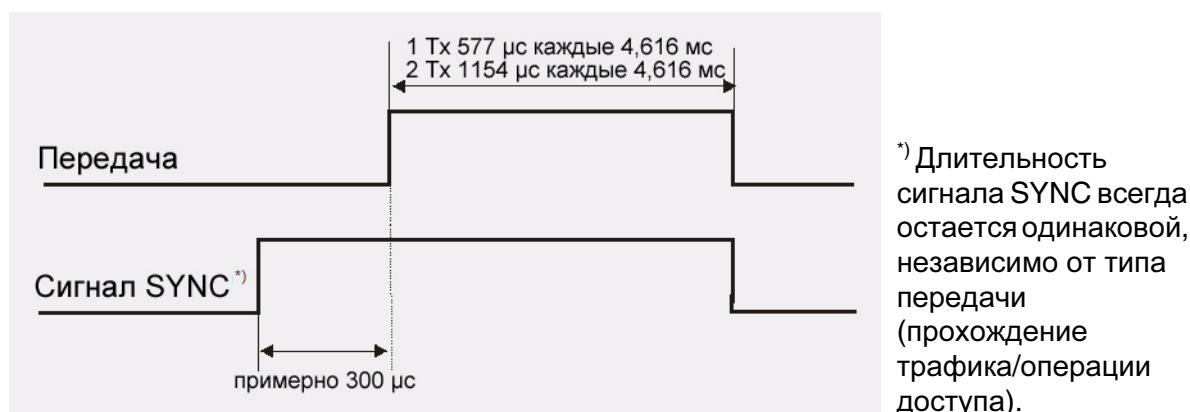 1 Tx 577 µс каждые 4,616 мс
2 Tx 1154 µс каждые 4,616 мс
Передача
Сигнал SYNC*)
примерно 300 µс
*) Длительность
сигнала SYNC всегда
остается одинаковой,
независимо от типа
передачи
(прохождение
трафика/операции
доступа).